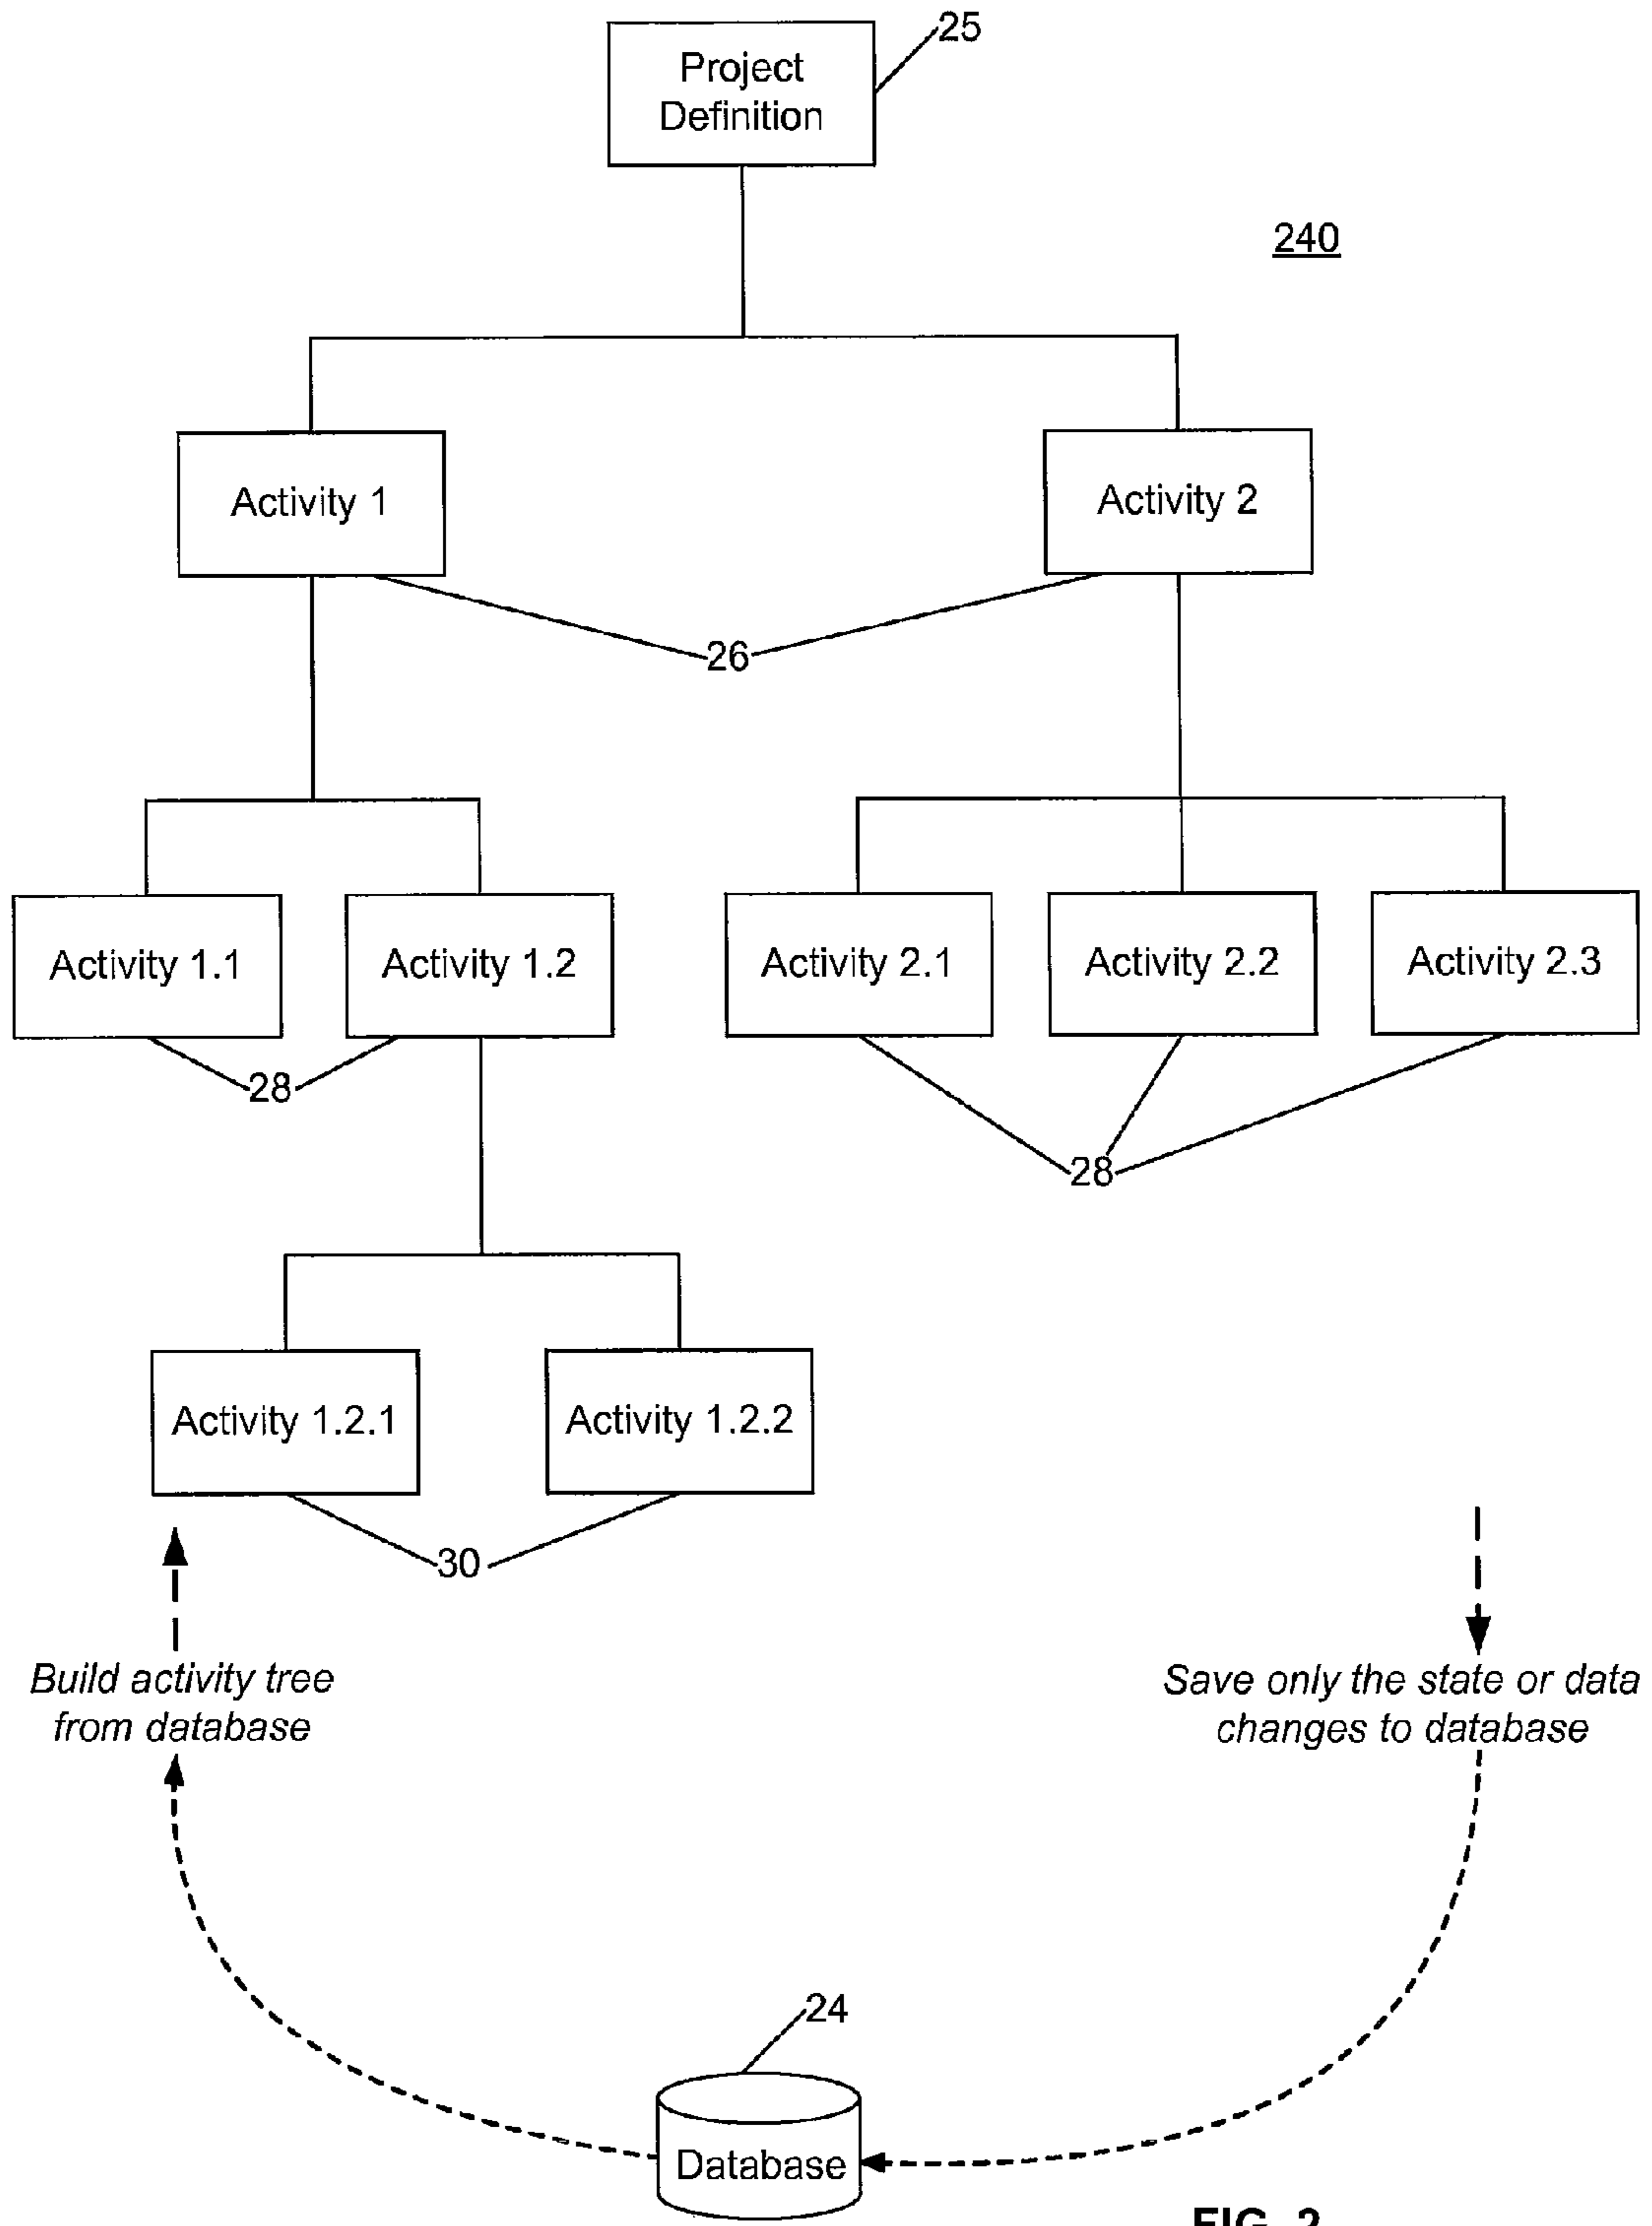 25
Project
Definition
240
Activity 1
Activity 2
26
Activity 1.1
Activity 1.2
Activity 2.1
Activity 2.2
Activity 2.3
28
28
Activity 1.2.1
Activity 1.2.2
30
Build activity tree
from database
Save only the state or data
changes to database
24
Database
FIG. 2